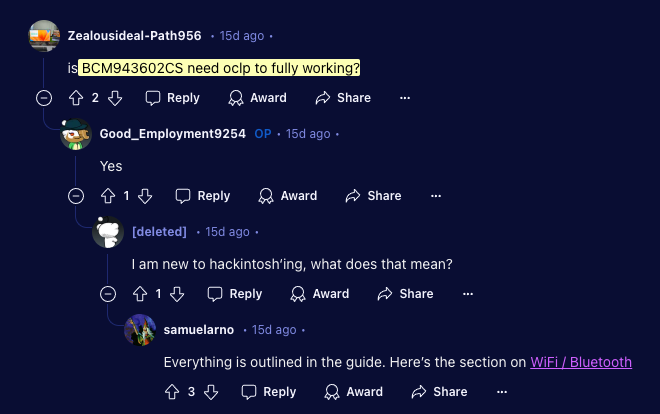 Zealousideal-Path956 • 15d ago •
is BCM943602CS need oclp to fully working?
2 Reply Award Share ...
Good_Employment9254 OP • 15d ago •
Yes
1 Reply Award Share ...
[deleted] • 15d ago •
I am new to hackintosh'ing, what does that mean?
1 Reply Award Share ...
samuelarno • 15d ago •
Everything is outlined in the guide. Here's the section on WiFi / Bluetooth
3 Reply Award Share ...